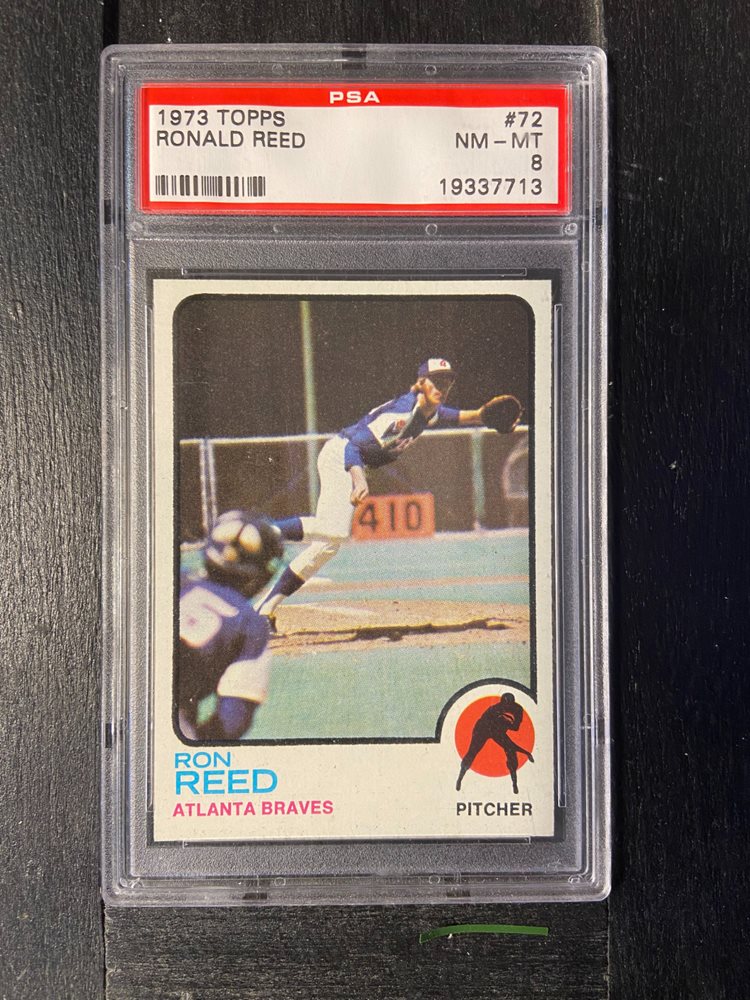 PSA
1973 TOPPS #72
RONALD REED NM - MT
8
19337713
410
RON
REED
ATLANTA BRAVES PITCHER